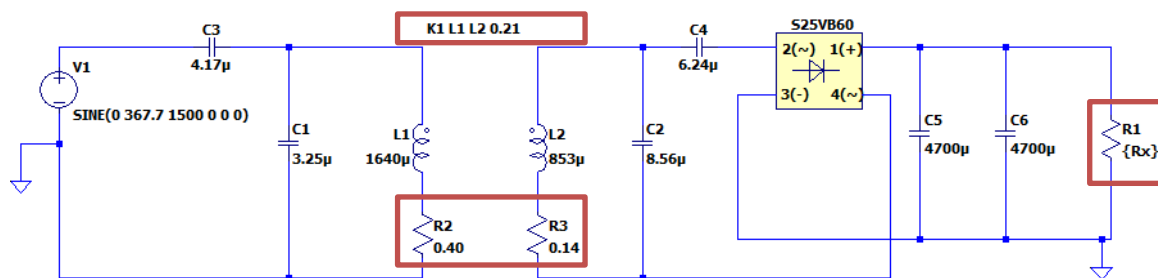 K1 L1 L2 0.21
S25VB60
C3
4.17µ
C4
6.24µ
2(~) 1(+)
3(-) 4(~)
V1
SINE(0 367.7 1500 0 0 0)
C1
3.25µ
L1
1640µ
L2
853µ
C2
8.56µ
C5
4700µ
C6
4700µ
R1
{Rx}
R2
0.40
R3
0.14